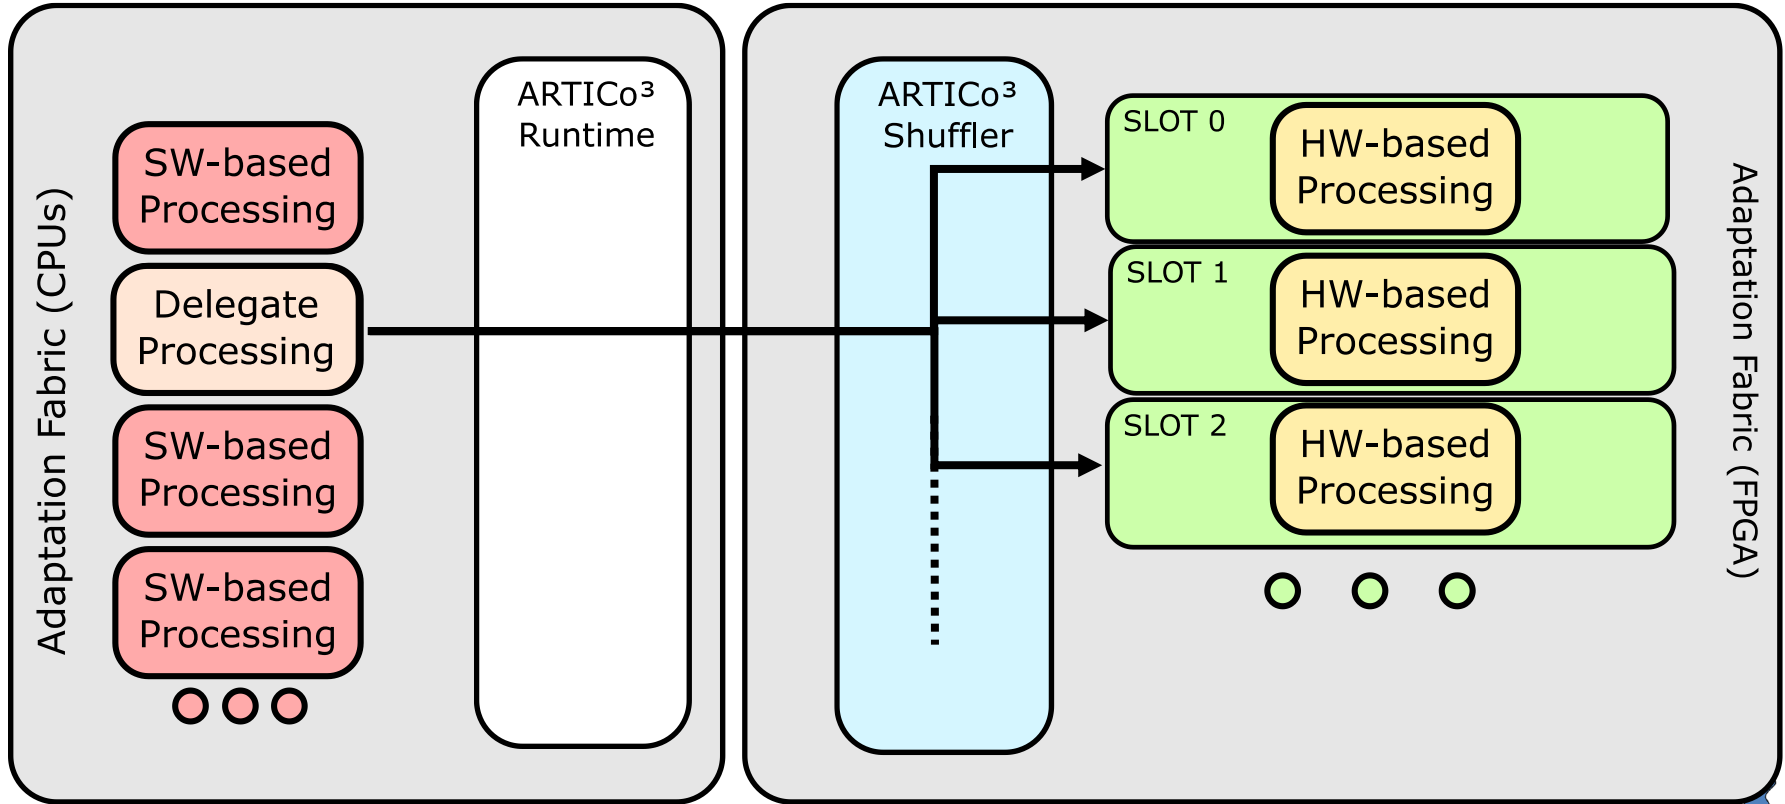 Adaptation Fabric (CPUs)
SW-based
Processing
Delegate
Processing
SW-based
Processing
SW-based
Processing
ARTICo³
Runtime
ARTICo³
Shuffler
SLOT 0
HW-based
Processing
SLOT 1
HW-based
Processing
SLOT 2
HW-based
Processing
Adaptation Fabric (FPGA)